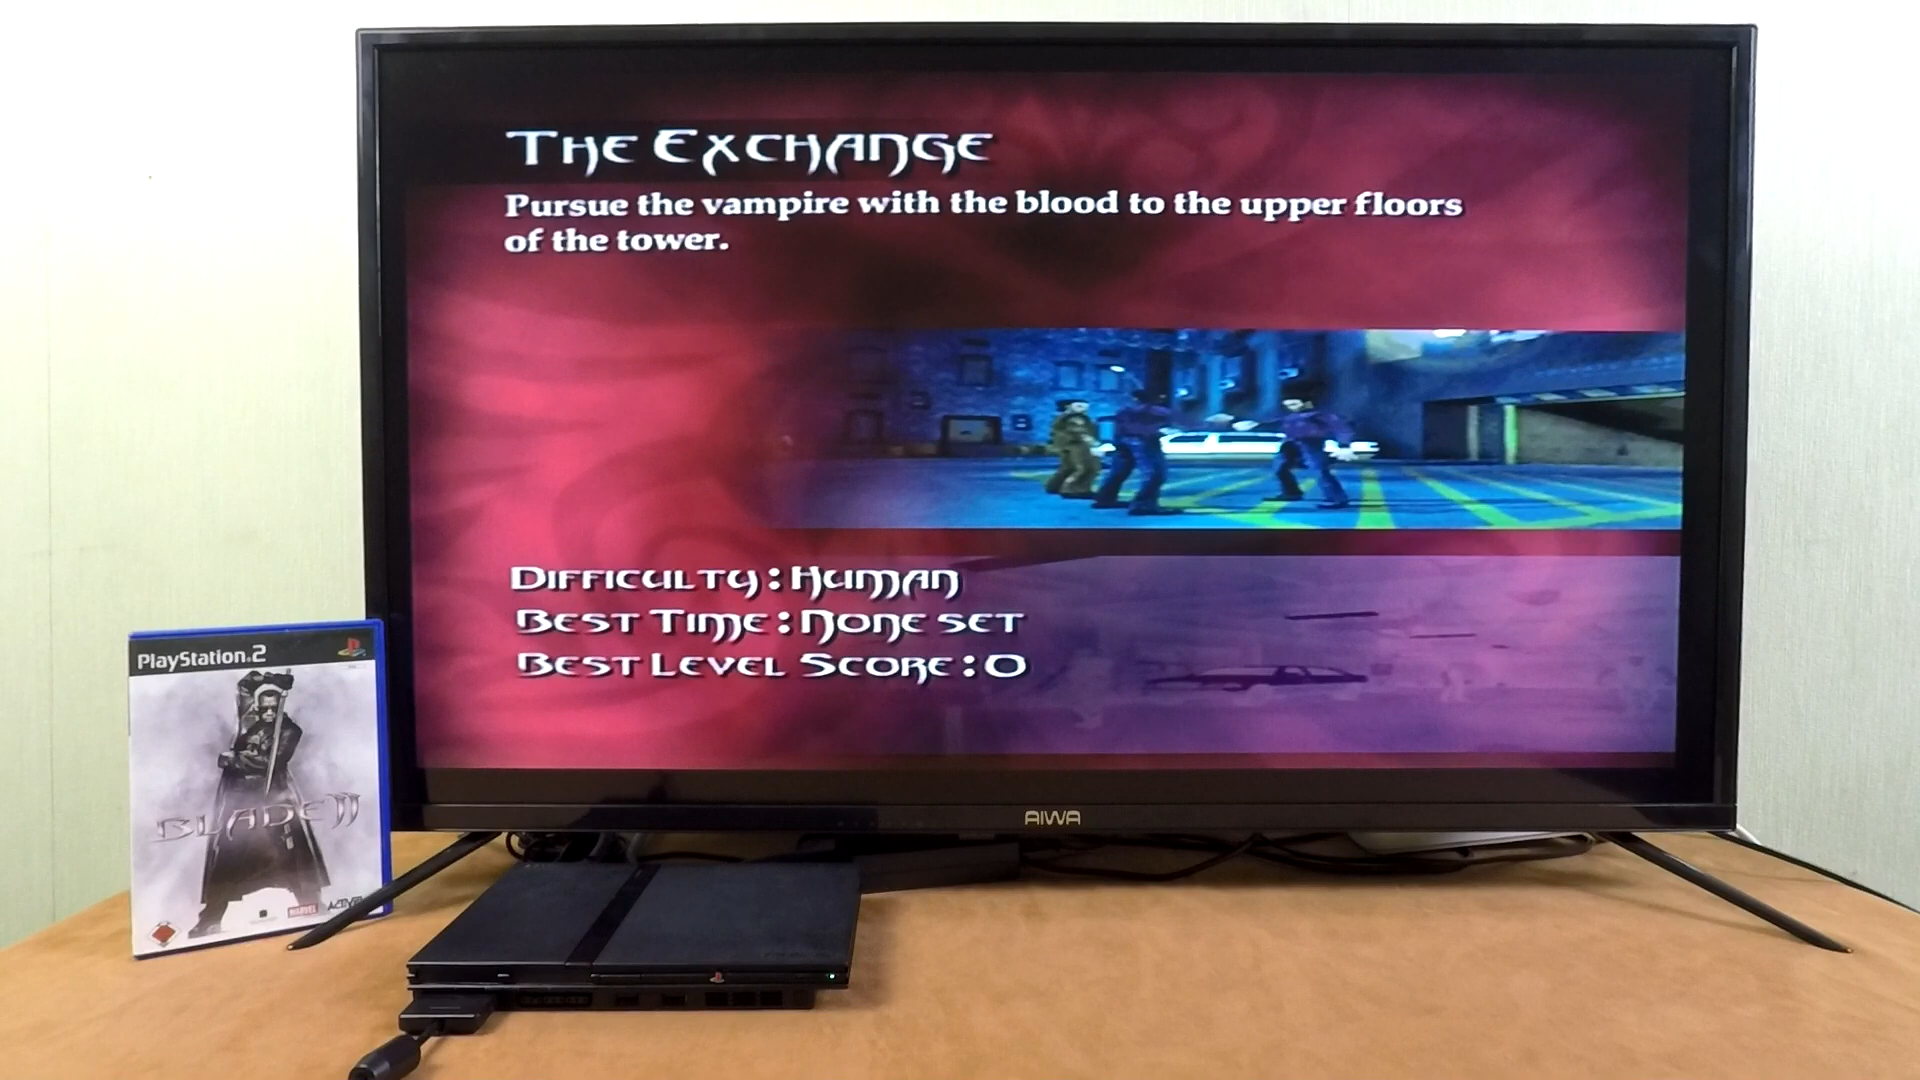 The Exchange
Pursue the vampire with the blood to the upper floors
of the tower.
Difficulty : Human
Best Time : None set
Best Level Score : 0
PlayStation.2
BLADE II
MARVEL
AIWA